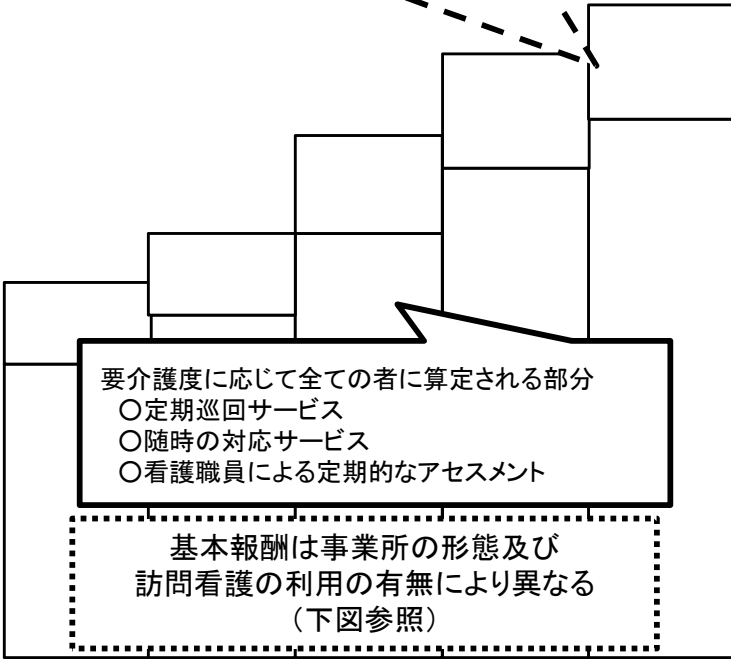 要介護度に応じて全ての者に算定される部分
○定期巡回サービス
○随時の対応サービス
○看護職員による定期的なアセスメント
基本報酬は事業所の形態及び
訪問看護の利用の有無により異なる
（下図参照）